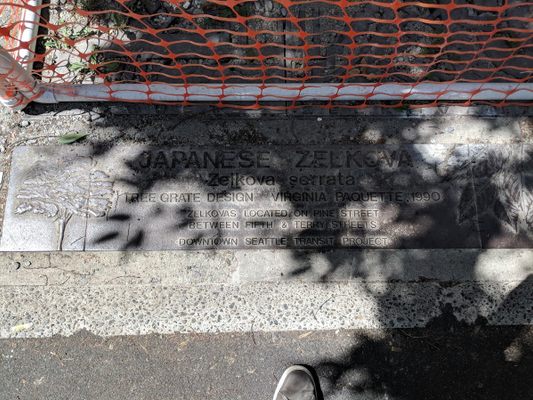 JAPANESE ZELKOVA
Zelkova serrata
TREE GRATE DESIGN VIRGINIA PAQUETTE, 1990
ZELKOVAS LOCATED ON PINE STREET
BETWEEN FIFTH & TERRY STREETS
DOWNTOWN SEATTLE TRANSIT PROJECT